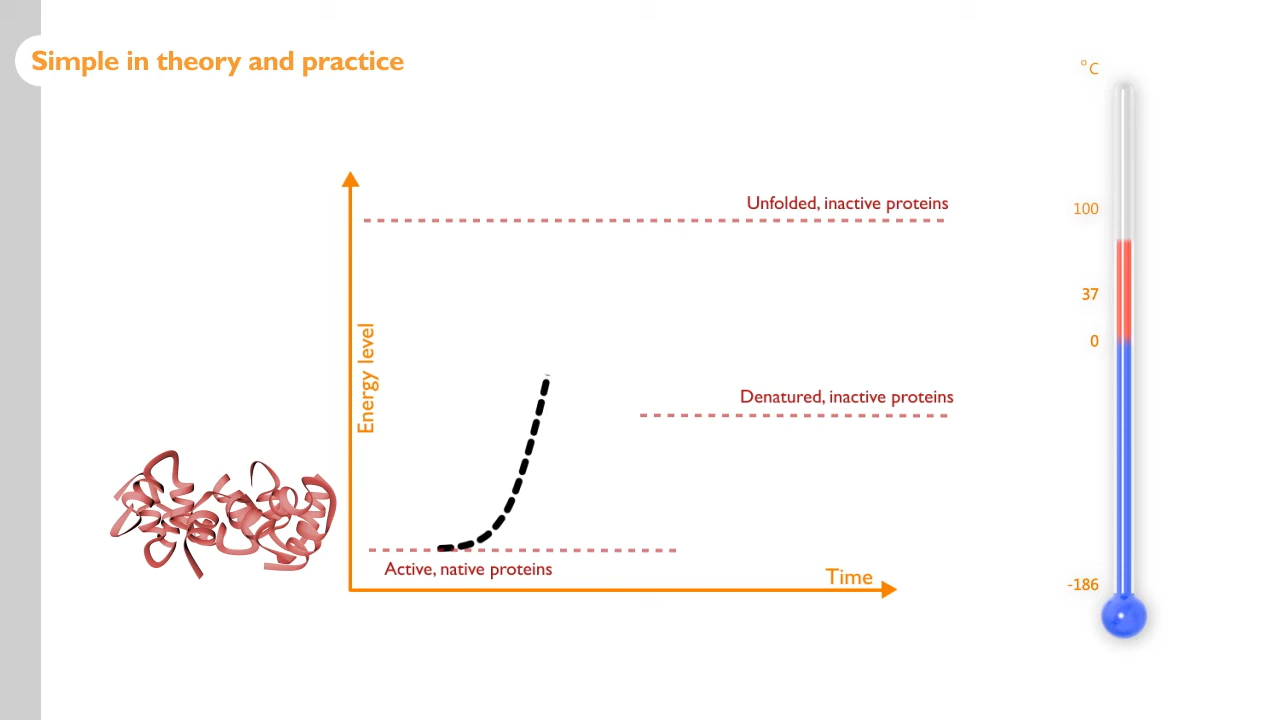 Simple in theory and practice
°C
Unfolded, inactive proteins
100
37
0
Energy level
Denatured, inactive proteins
Active, native proteins
Time
-186